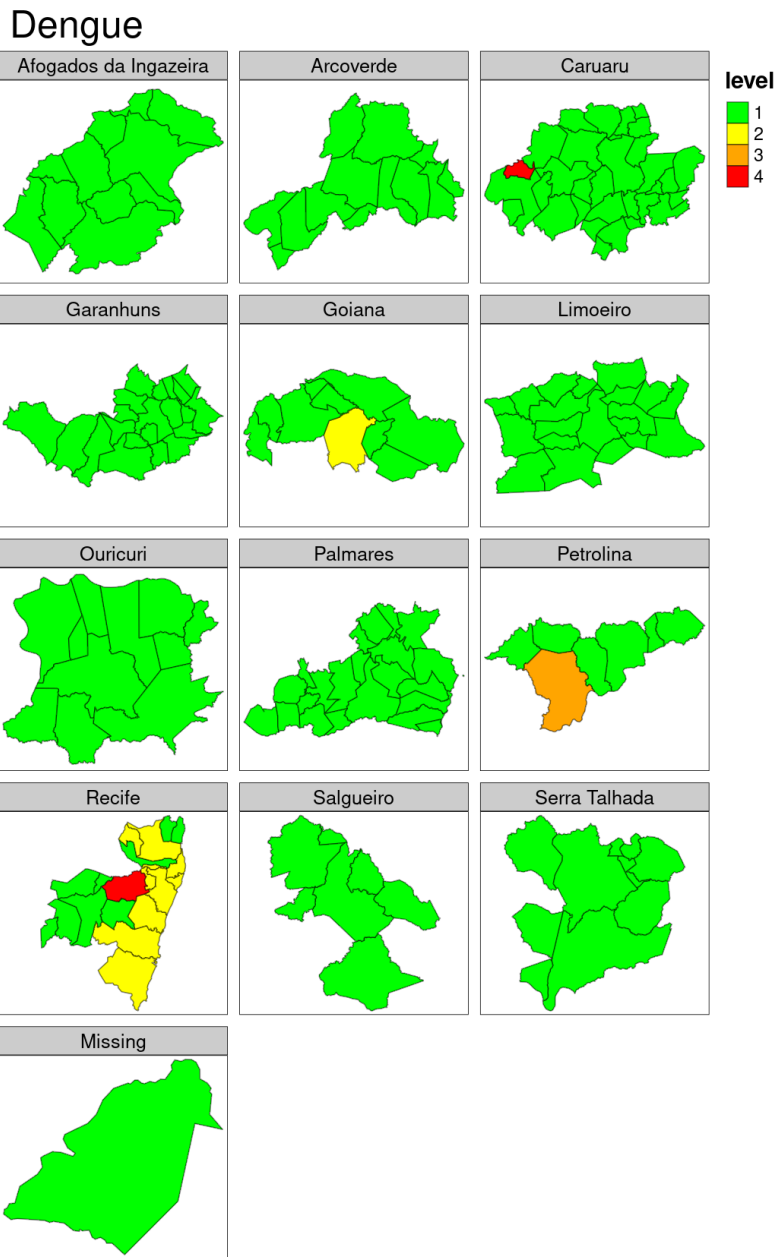 Dengue
Afogados da Ingazeira
Arcoverde
Caruaru
level
1
2
3
4
Garanhuns
Goiana
Limoeiro
Ouricuri
Palmares
Petrolina
Recife
Salgueiro
Serra Talhada
Missing